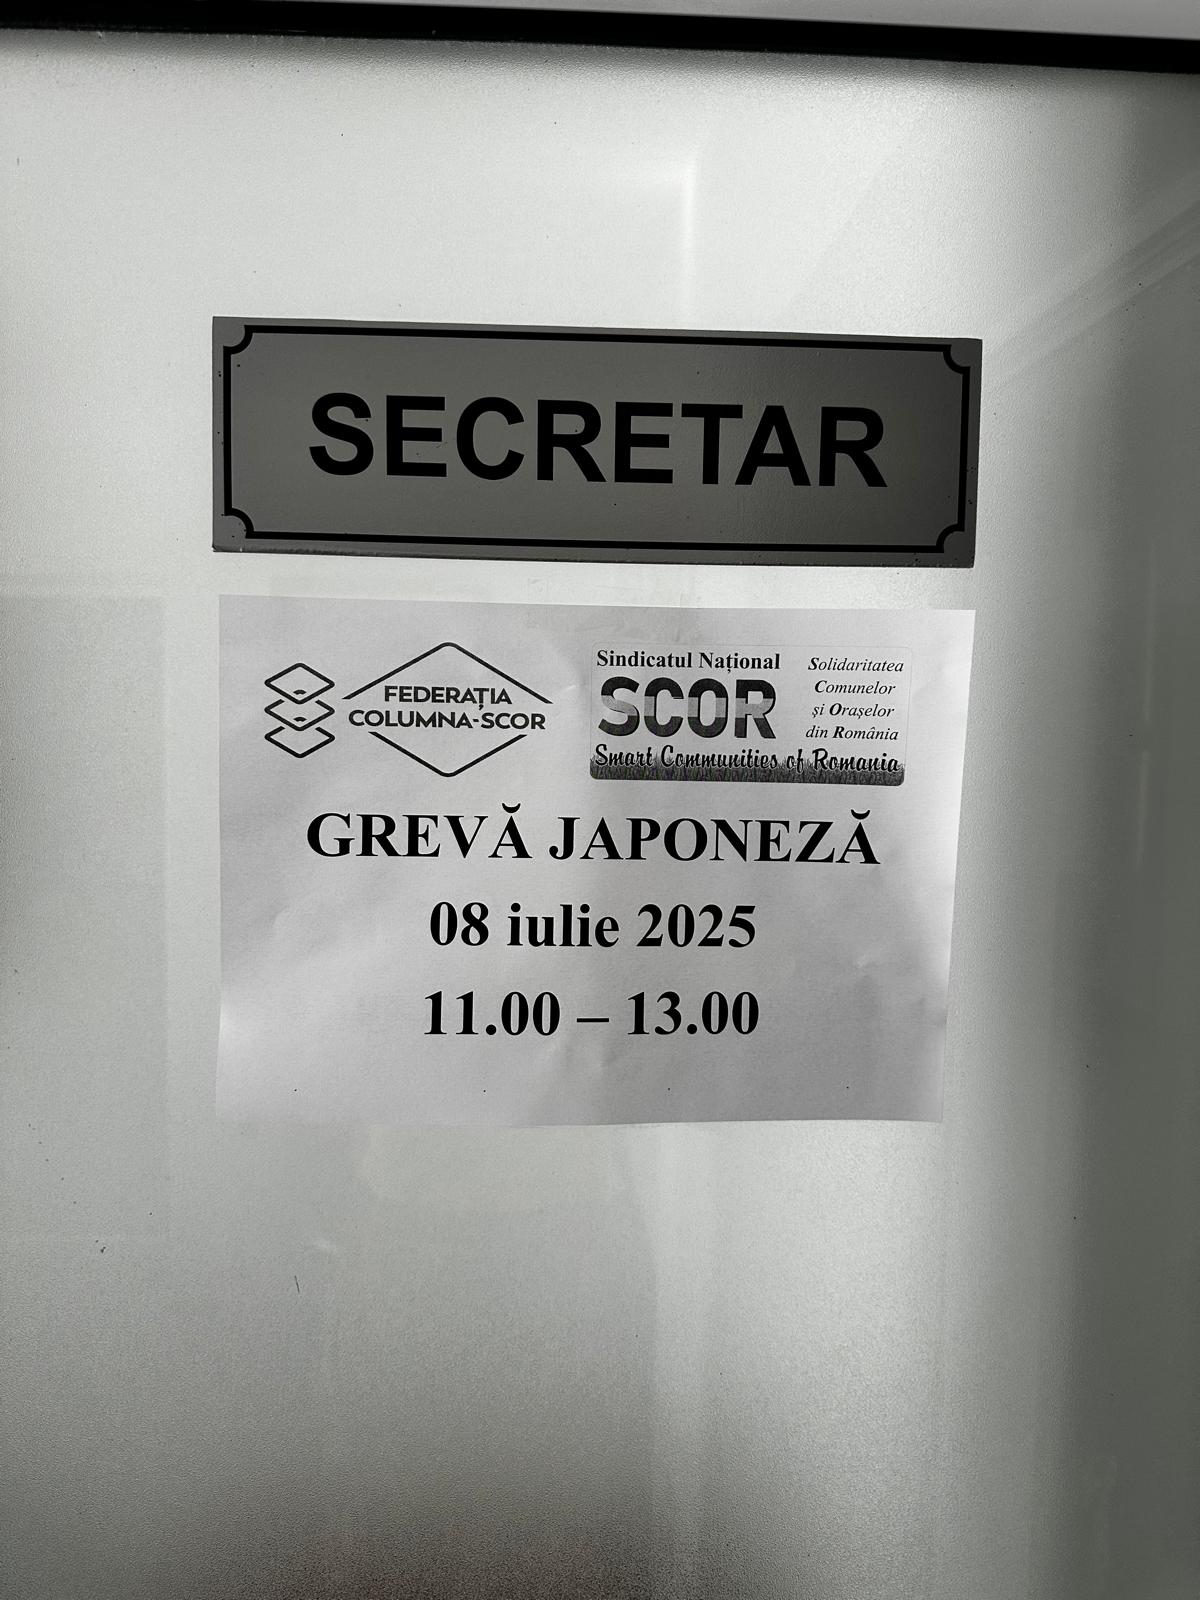 SECRETAR
FEDERAȚIA
COLUMNA-SCOR
Sindicatul Național
SCOR
Solidaritatea
Comunelor
și Orașelor
din România
Smart Communities of Romania
GREVĂ JAPONEZĂ
08 iulie 2025
11.00 – 13.00